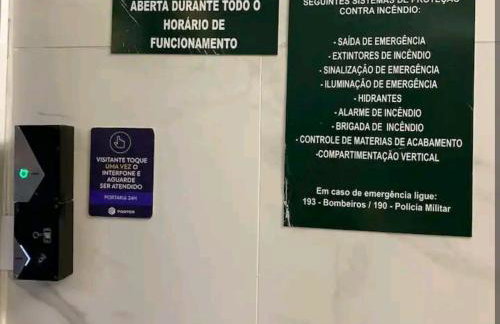 ABERTA DURANTE TODO O
HORÁRIO DE
FUNCIONAMENTO
SEGUINTES SISTEMAS DE PROTEÇÃO
CONTRA INCÊNDIO:
- SAÍDA DE EMERGÊNCIA
- EXTINTORES DE INCÊNDIO
- SINALIZAÇÃO DE EMERGÊNCIA
- ILUMINAÇÃO DE EMERGÊNCIA
- HIDRANTES
- ALARME DE INCÊNDIO
- BRIGADA DE INCÊNDIO
- CONTROLE DE MATERIAS DE ACABAMENTO
-COMPARTIMENTAÇÃO VERTICAL
Em caso de emergência ligue:
193 - Bombeiros / 190 - Polícia Militar
VISITANTE TOQUE
UMA VEZ O
INTERFONE E
AGUARDE
SER ATENDIDO
PORTARIA 24H
PORTER